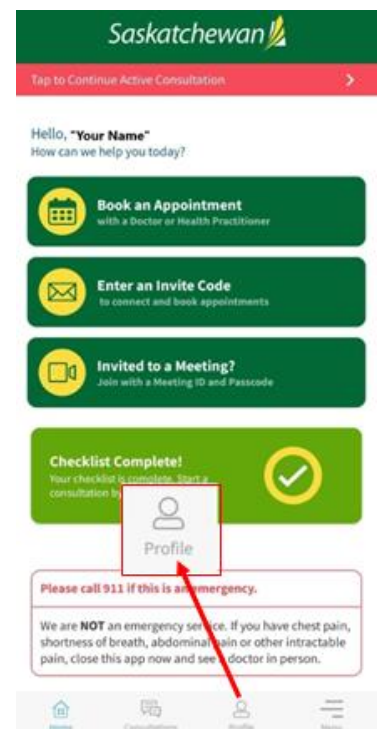 Saskatchewan
Tap to Continue Active Consultation
Hello, "Your Name"
How can we help you today?
Book an Appointment
with a Doctor or Health Practitioner
Enter an Invite Code
to connect and book appointments
Invited to a Meeting?
Join with a Meeting ID and Passcode
Checklist Complete!
Your checklist is complete. Start a
consultation by
Profile
Please call 911 if this is an emergency.
We are NOT an emergency service. If you have chest pain,
shortness of breath, abdominal pain or other intractable
pain, close this app now and see a doctor in person.
Home Consultations Profile Menu